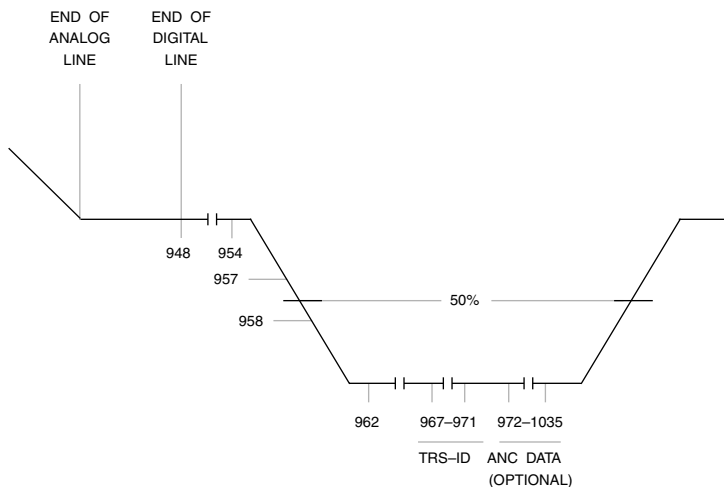 END OF ANALOG LINE
END OF DIGITAL LINE
948
954
957
50%
958
962
967–971
972–1035
TRS–ID
ANC DATA
(OPTIONAL)